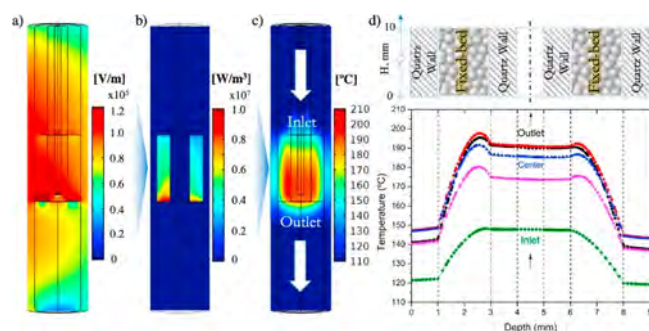 a)
[V/m]
x10⁵
1.2
1.0
0.8
0.6
0.4
0.2
0
b)
[W/m³]
x10⁷
1.0
0.8
0.6
0.4
0.2
0
c)
[ºC]
Inlet
Outlet
210
200
190
180
170
160
150
140
130
120
110
d)
H, mm
10
0
Quartz Wall
Fixed-bed
Quartz Wall
Quartz Wall
Fixed-bed
Quartz Wall
Temperature (ºC)
210
200
190
180
170
160
150
140
130
120
110
Outlet
Center
Inlet
0 1 2 3 4 5 6 7 8 9
Depth (mm)